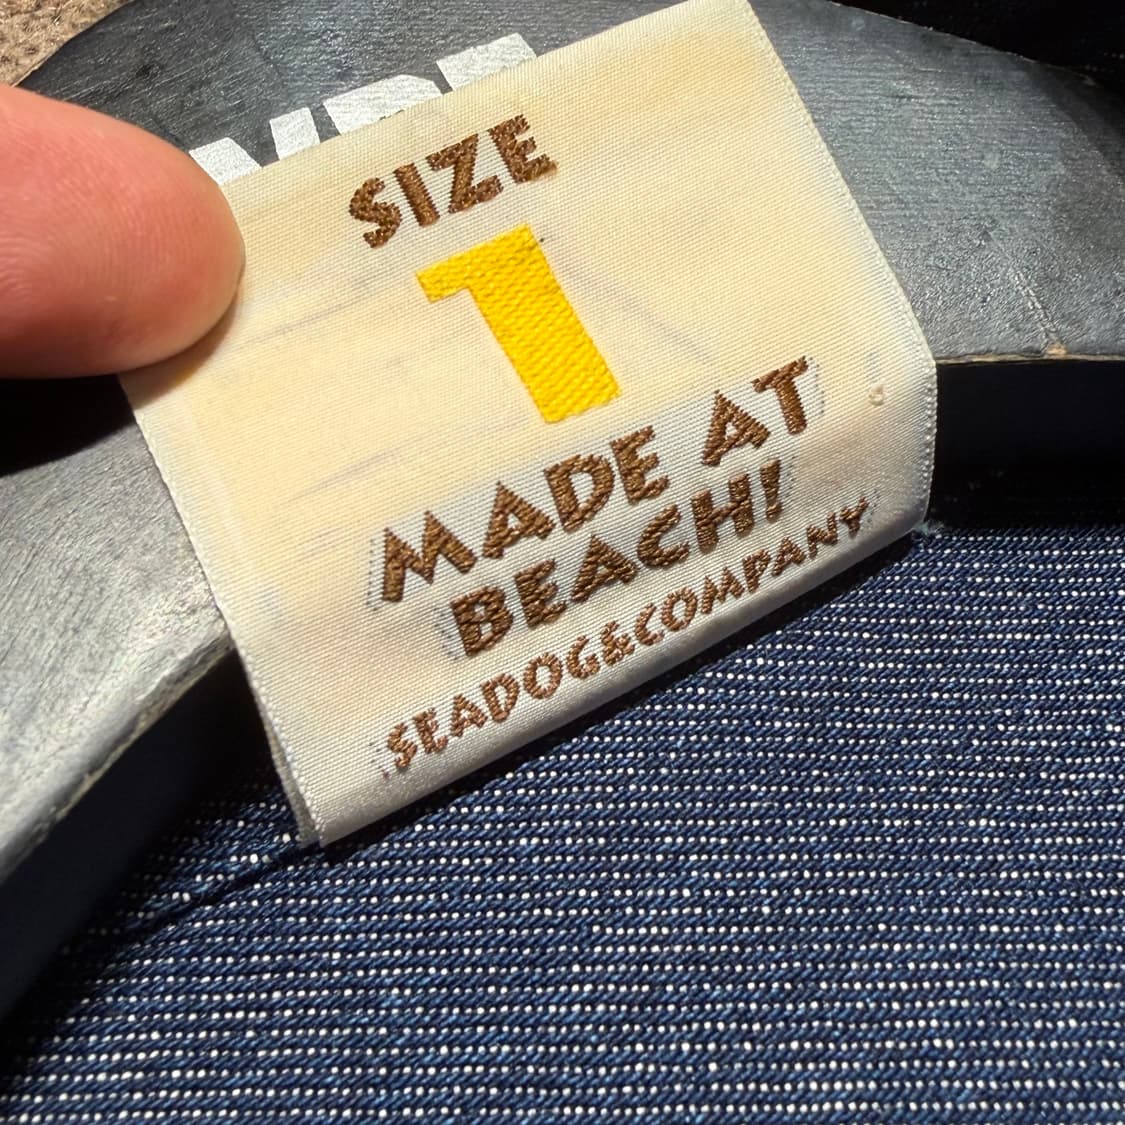 SIZE
1
MADE AT
BEACH!
SEADOG&COMPANY